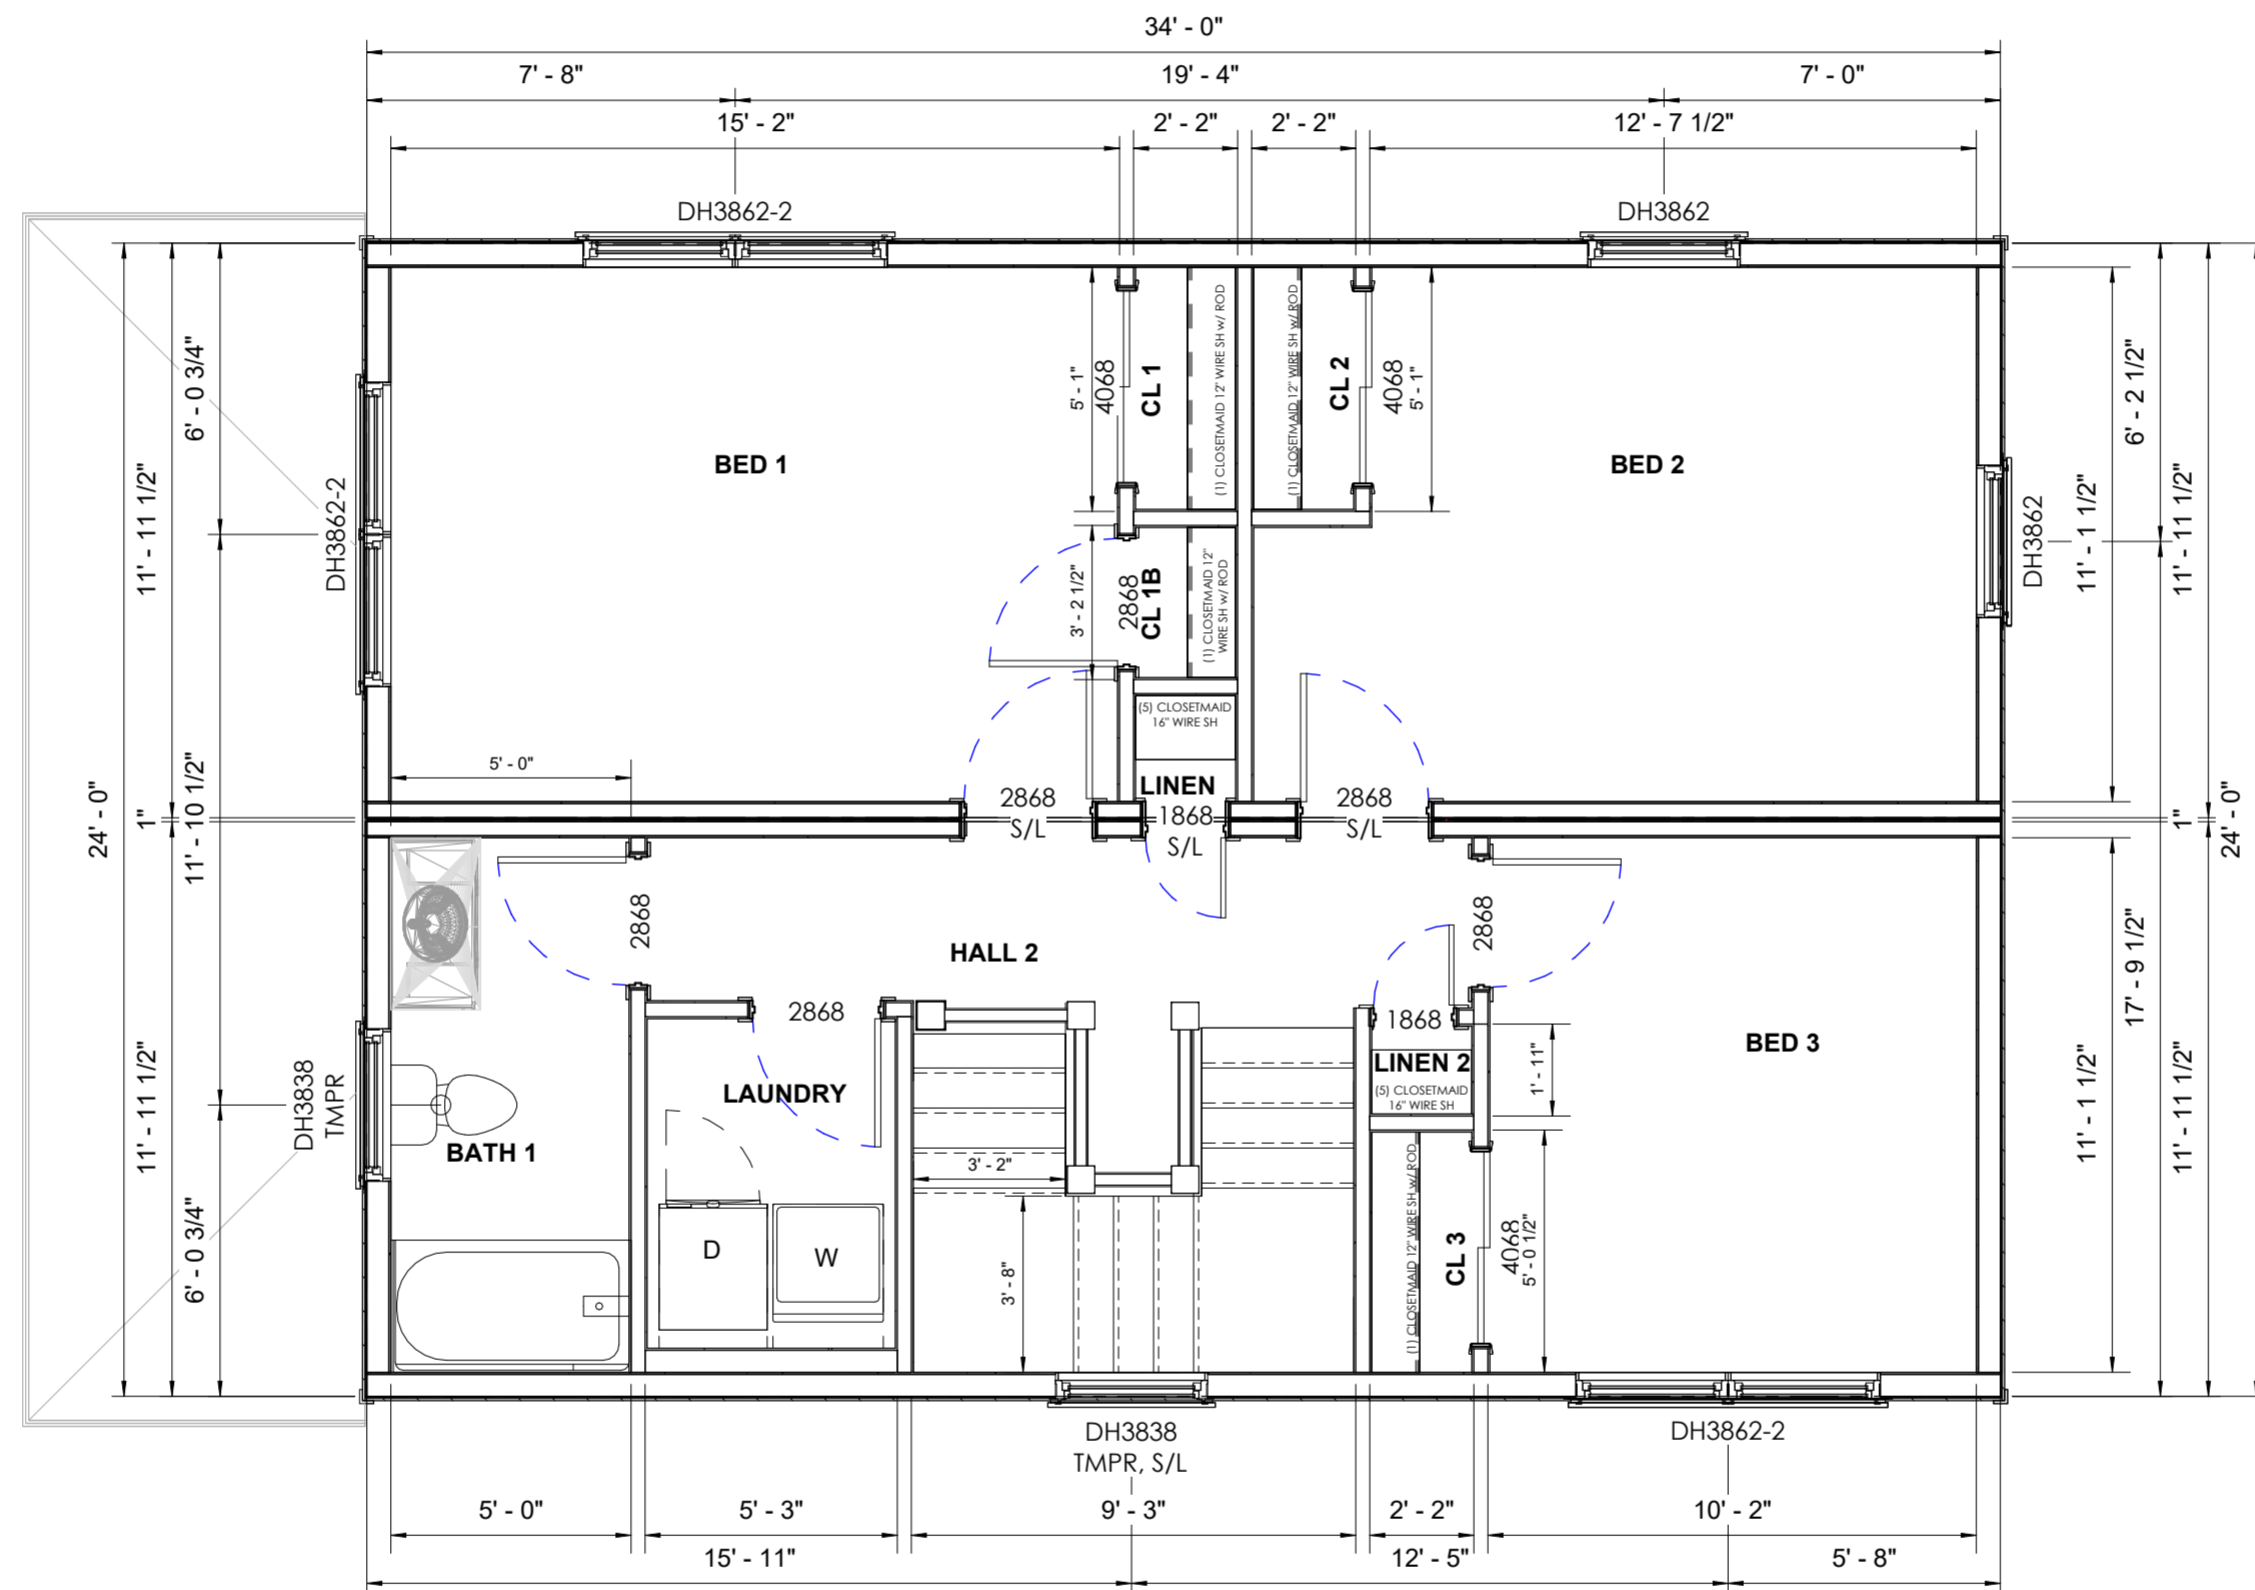 34' - 0"
7' - 8"
19' - 4"
7' - 0"
15' - 2"
2' - 2"
2' - 2"
12' - 7 1/2"
DH3862-2
DH3862
24' - 0"
11' - 11 1/2"
1"
11' - 11 1/2"
6' - 0 3/4"
11' - 10 1/2"
6' - 0 3/4"
DH3862-2
DH3838
TMPR
BED 1
5' - 0"
5' - 1"
4068
CL 1
(1) CLOSETMAID 12" WIRE SH w/ ROD
(1) CLOSETMAID 12" WIRE SH w/ ROD
CL 2
4068
5' - 1"
BED 2
3' - 2 1/2"
2868
CL 1B
(1) CLOSETMAID 12"
WIRE SH w/ ROD
(5) CLOSETMAID
16" WIRE SH
LINEN
2868
S/L
1868
S/L
2868
S/L
DH3862
6' - 2 1/2"
11' - 1 1/2"
11' - 11 1/2"
1"
24' - 0"
17' - 9 1/2"
11' - 1 1/2"
11' - 11 1/2"
2868
HALL 2
2868
2868
1868
LINEN 2
(5) CLOSETMAID
16" WIRE SH
1' - 11"
BED 3
LAUNDRY
BATH 1
3' - 2"
3' - 8"
D
W
(1) CLOSETMAID 12" WIRE SH w/ ROD
CL 3
4068
5' - 0 1/2"
DH3838
TMPR, S/L
DH3862-2
5' - 0"
5' - 3"
9' - 3"
2' - 2"
10' - 2"
15' - 11"
12' - 5"
5' - 8"